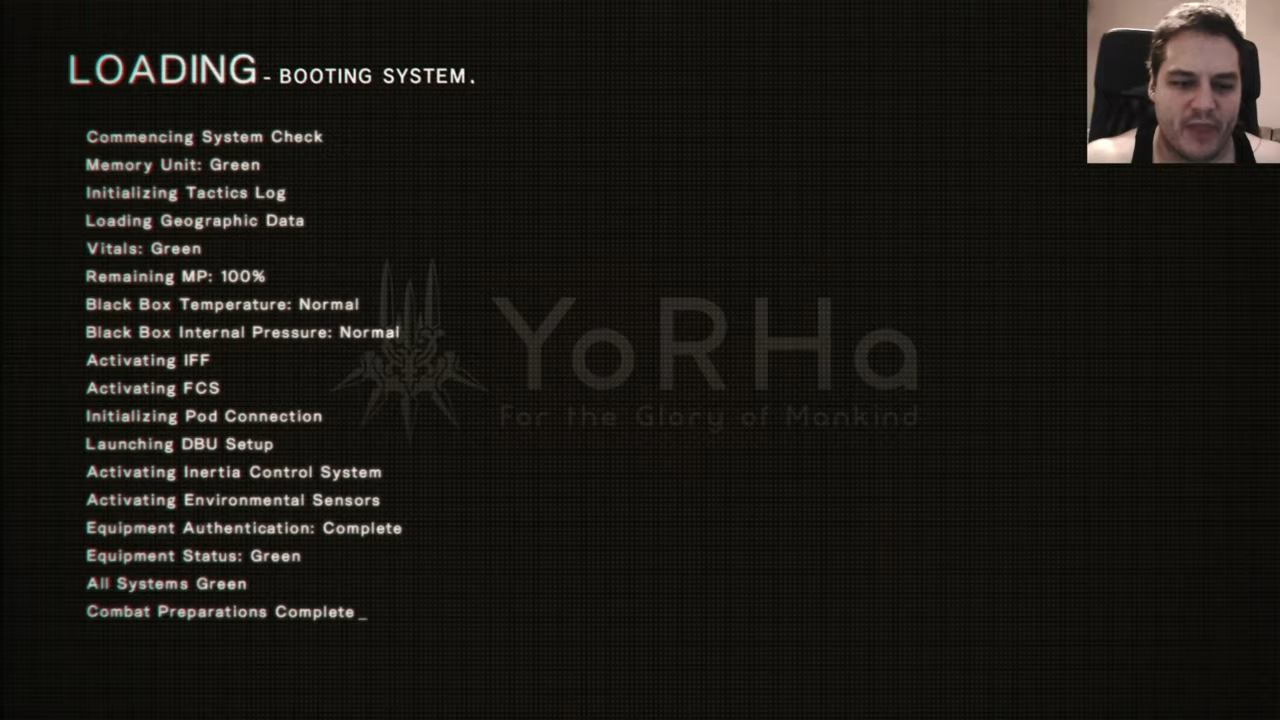 LOADING - BOOTING SYSTEM.
Commencing System Check
Memory Unit: Green
Initializing Tactics Log
Loading Geographic Data
Vitals: Green
Remaining MP: 100%
Black Box Temperature: Normal
Black Box Internal Pressure: Normal
Activating IFF
Activating FCS
Initializing Pod Connection
Launching DBU Setup
Activating Inertia Control System
Activating Environmental Sensors
Equipment Authentication: Complete
Equipment Status: Green
All Systems Green
Combat Preparations Complete _
YoRHa
For the Glory of Mankind